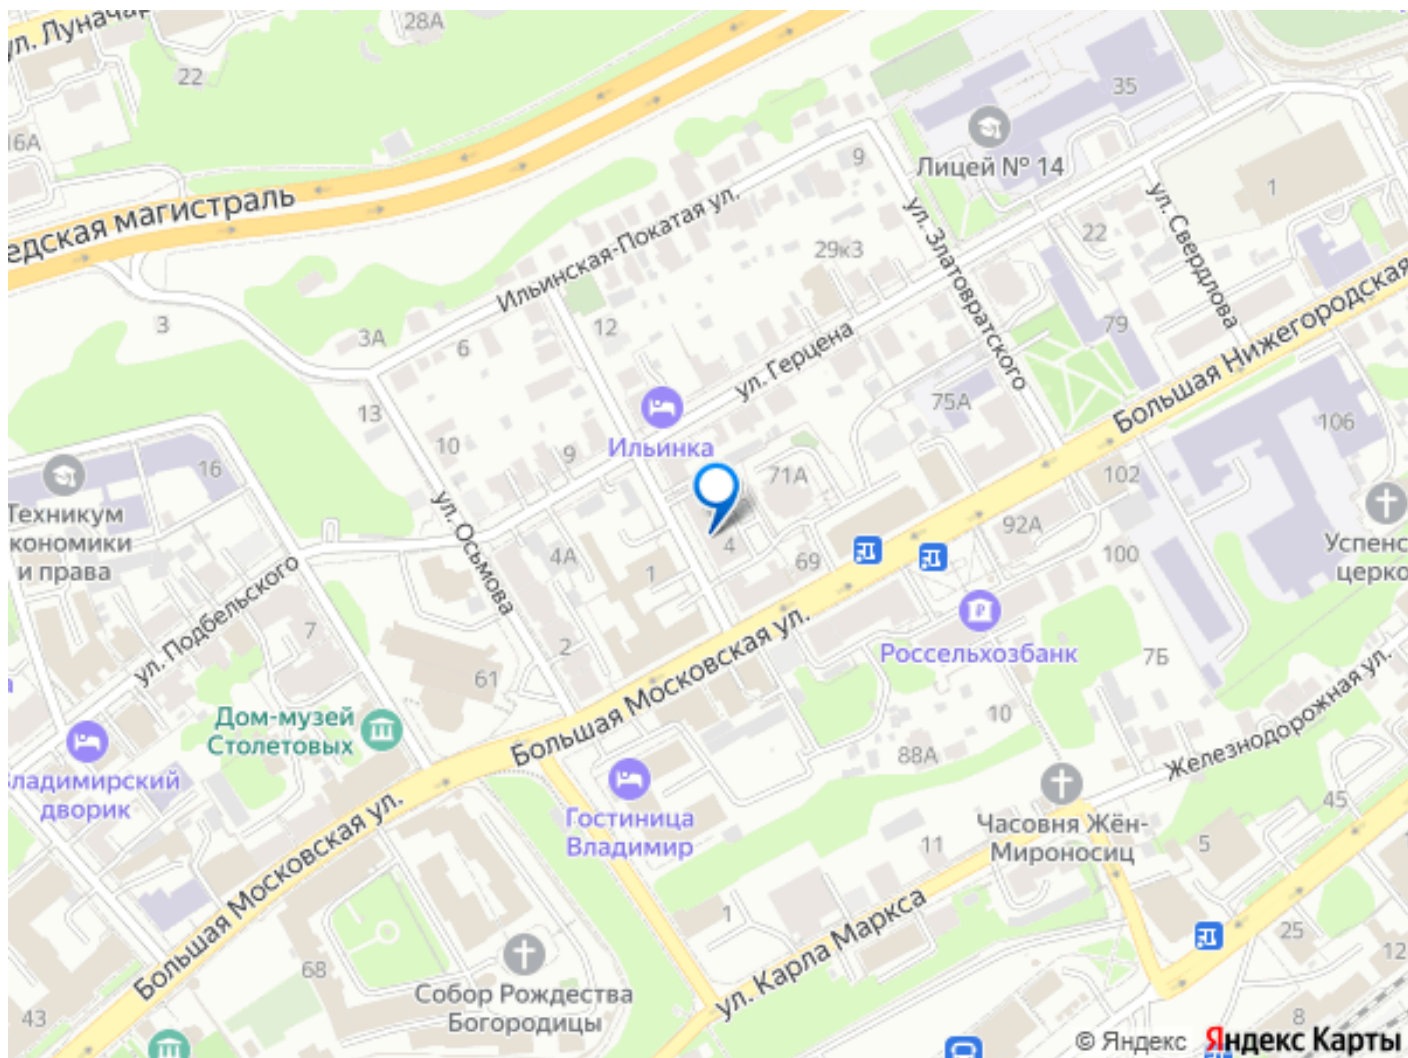 ул. Луначар
28А
22
16А
35
Лицей № 14
9
1
едская магистраль
Ильинская-Покатая ул.
ул. Златовратского
ул. Свердлова
22
29к3
3
3А
6
12
79
ул. Герцена
Большая Нижегородская
13
10
9
Ильинка
75А
106
16
71А
102
Техникум
кономики
и права
ул. Осьмова
4А
1
4
69
92А
100
Успенс
церко
ул. Подбельского
7
2
61
Большая Московская ул.
Россельхозбанк
7Б
10
88А
Железнодорожная ул.
Дом-музей
Столетовых
Владимирский
дворик
Гостиница
Владимир
Часовня Жён-
Мироносиц
45
5
11
Большая Московская ул.
1
ул. Карла Маркса
25
12
68
Собор Рождества
Богородицы
43
8
© Яндекс Яндекс Карты